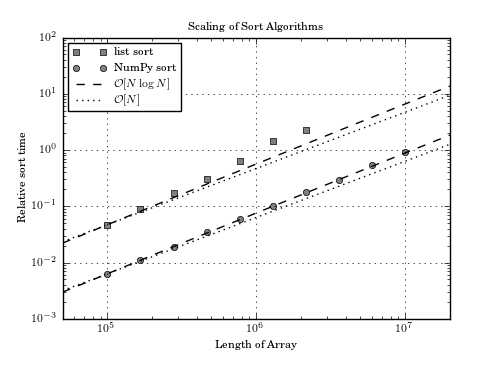 Scaling of Sort Algorithms
10²
10¹
10⁰
10⁻¹
10⁻²
10⁻³
Relative sort time
list sort
NumPy sort
𝒪[N log N]
𝒪[N]
10⁵ 10⁶ 10⁷
Length of Array